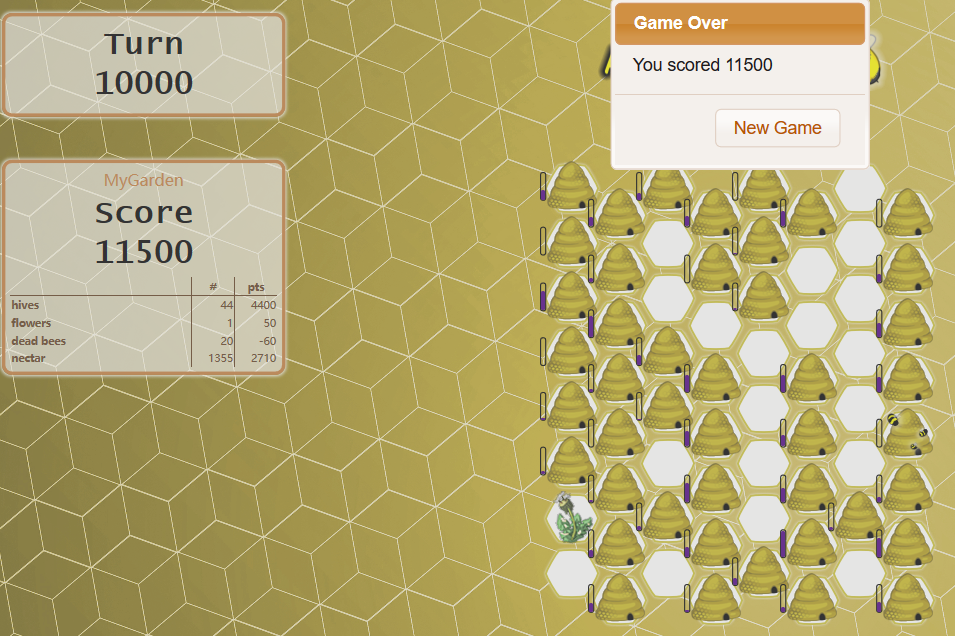 Turn
10000
Game Over
You scored 11500
New Game
MyGarden
Score
11500
# pts
hives 44 4400
flowers 1 50
dead bees 20 -60
nectar 1355 2710